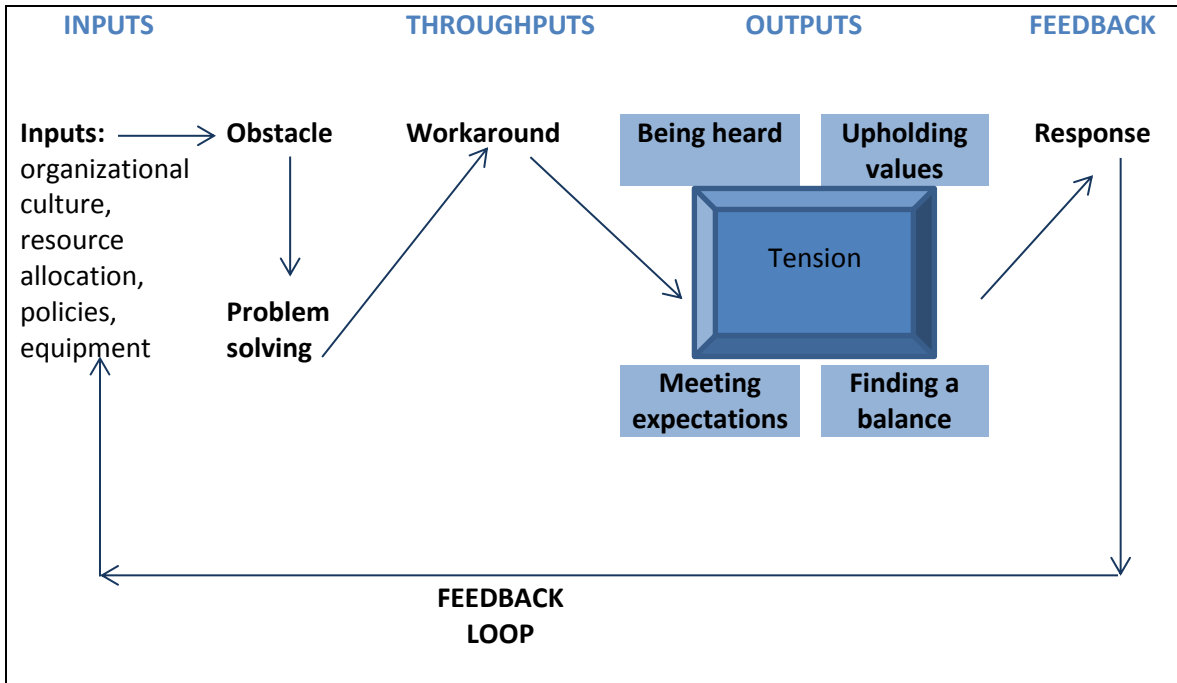 INPUTS
THROUGHPUTS
OUTPUTS
FEEDBACK
Inputs:
organizational
culture,
resource
allocation,
policies,
equipment
Obstacle
Problem
solving
Workaround
Being heard
Upholding
values
Tension
Meeting
expectations
Finding a
balance
Response
FEEDBACK
LOOP